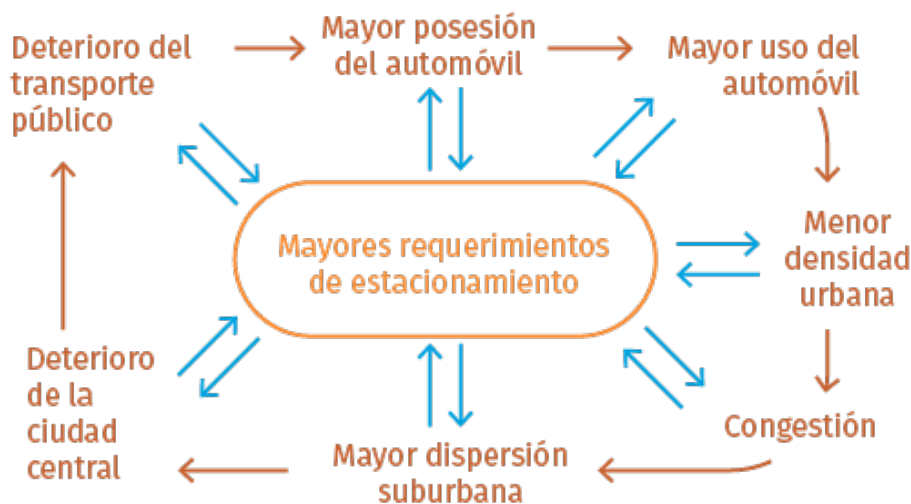 Deterioro del
transporte
público
Mayor posesión
del automóvil
Mayor uso del
automóvil
Mayores requerimientos
de estacionamiento
Menor
densidad
urbana
Deterioro
de la
ciudad
central
Mayor dispersión
suburbana
Congestión